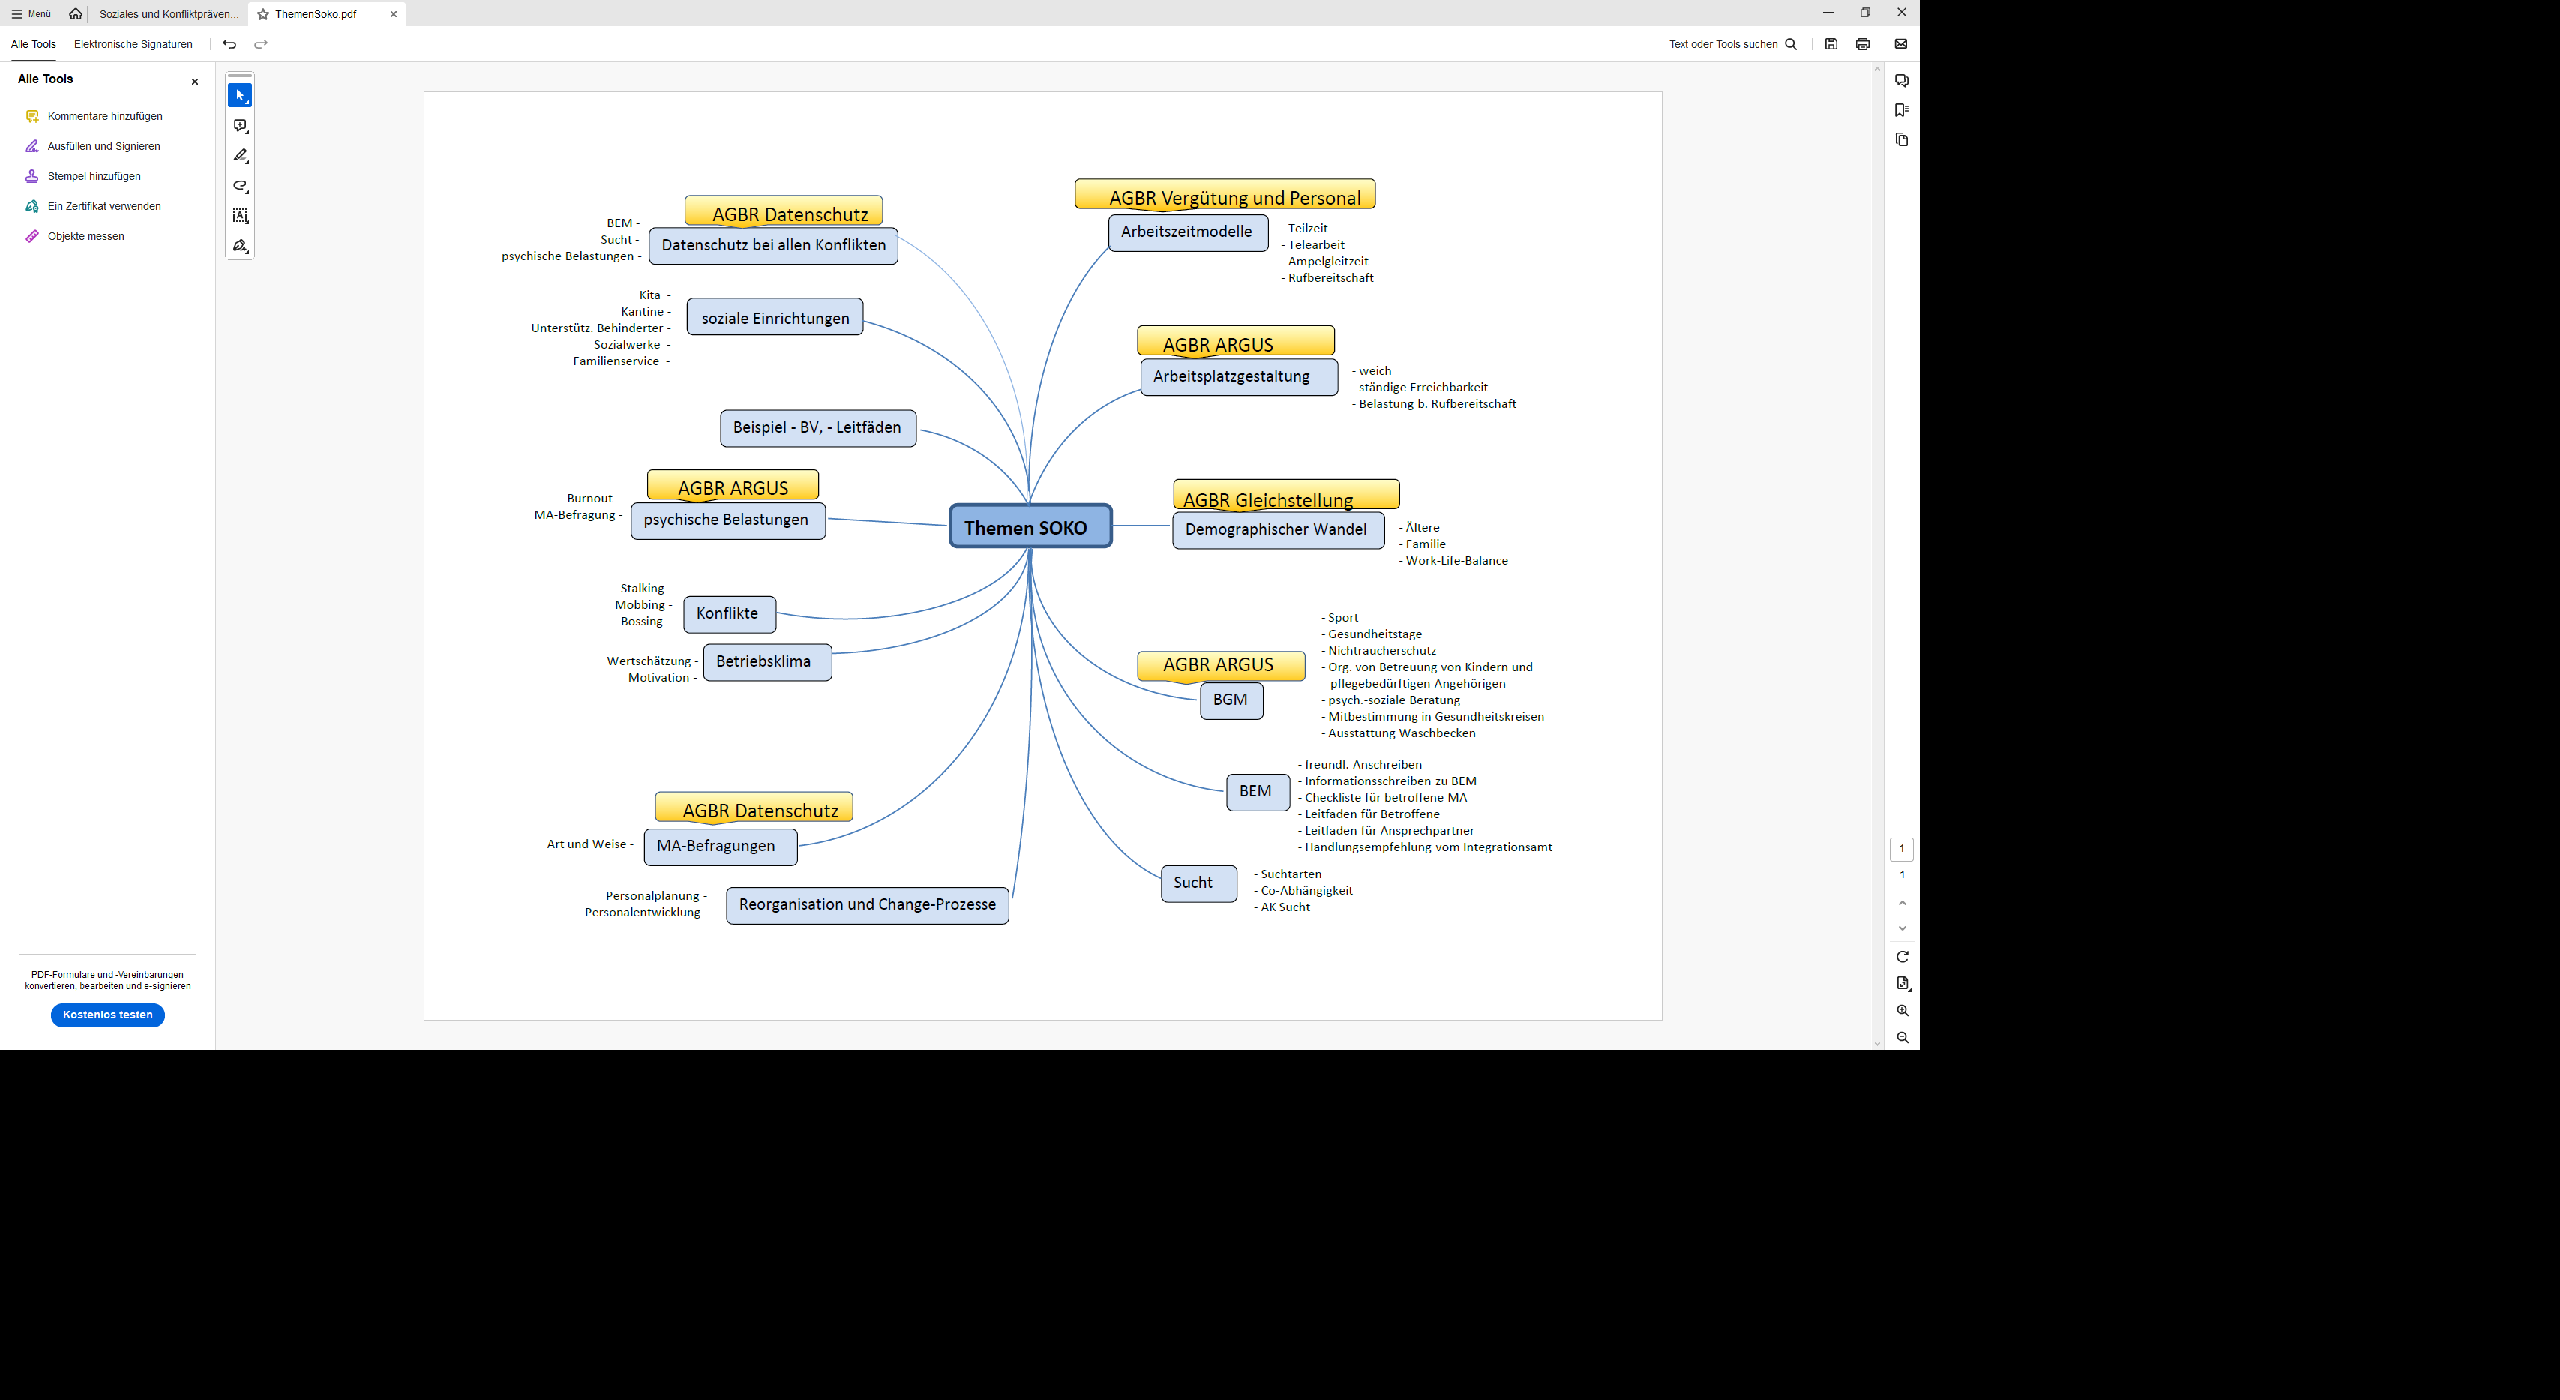 Menü
Soziales und Konfliktpräven...
ThemenSoko.pdf
Alle Tools
Elektronische Signaturen
Text oder Tools suchen
Alle Tools
Kommentare hinzufügen
Ausfüllen und Signieren
Stempel hinzufügen
Ein Zertifikat verwenden
Objekte messen
PDF-Formulare und -Vereinbarungen
konvertieren, bearbeiten und e-signieren
Kostenlos testen
AGBR Datenschutz
BEM -
Sucht -
psychische Belastungen -
Datenschutz bei allen Konflikten
Kita -
Kantine -
Unterstütz. Behinderter -
Sozialwerke -
Familienservice -
soziale Einrichtungen
Beispiel - BV, - Leitfäden
AGBR ARGUS
Burnout
MA-Befragung -
psychische Belastungen
Themen SOKO
Stalking
Mobbing -
Bossing
Konflikte
Wertschätzung -
Motivation -
Betriebsklima
AGBR Datenschutz
Art und Weise -
MA-Befragungen
Personalplanung -
Personalentwicklung
Reorganisation und Change-Prozesse
AGBR Vergütung und Personal
Arbeitszeitmodelle
Teilzeit
- Telearbeit
Ampelgleitzeit
- Rufbereitschaft
AGBR ARGUS
Arbeitsplatzgestaltung
- weich
ständige Erreichbarkeit
- Belastung b. Rufbereitschaft
AGBR Gleichstellung
Demographischer Wandel
- Ältere
- Familie
- Work-Life-Balance
AGBR ARGUS
BGM
- Sport
- Gesundheitstage
- Nichtraucherschutz
- Org. von Betreuung von Kindern und
pflegebedürftigen Angehörigen
- psych.-soziale Beratung
- Mitbestimmung in Gesundheitskreisen
- Ausstattung Waschbecken
BEM
- freundl. Anschreiben
- Informationsschreiben zu BEM
- Checkliste für betroffene MA
- Leitfaden für Betroffene
- Leitfaden für Ansprechpartner
- Handlungsempfehlung vom Integrationsamt
Sucht
- Suchtarten
- Co-Abhängigkeit
- AK Sucht
1
1